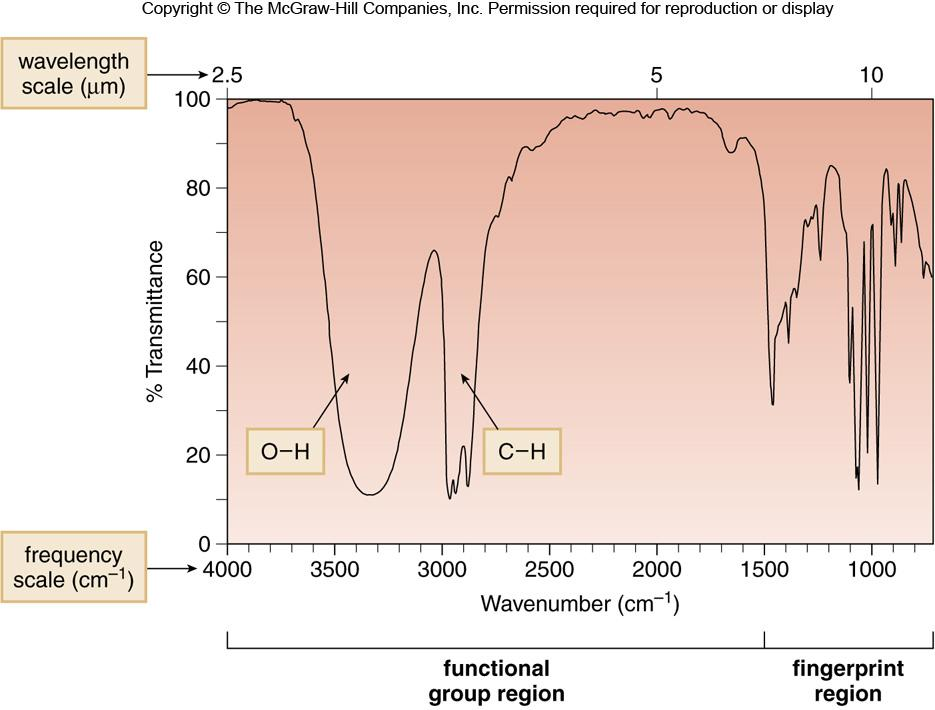 Copyright © The McGraw-Hill Companies, Inc. Permission required for reproduction or display
wavelength
scale (μm)
2.5
5
10
100
80
60
40
20
0
% Transmittance
O–H
C–H
frequency
scale (cm⁻¹)
4000
3500
3000
2500
2000
1500
1000
Wavenumber (cm⁻¹)
functional
group region
fingerprint
region